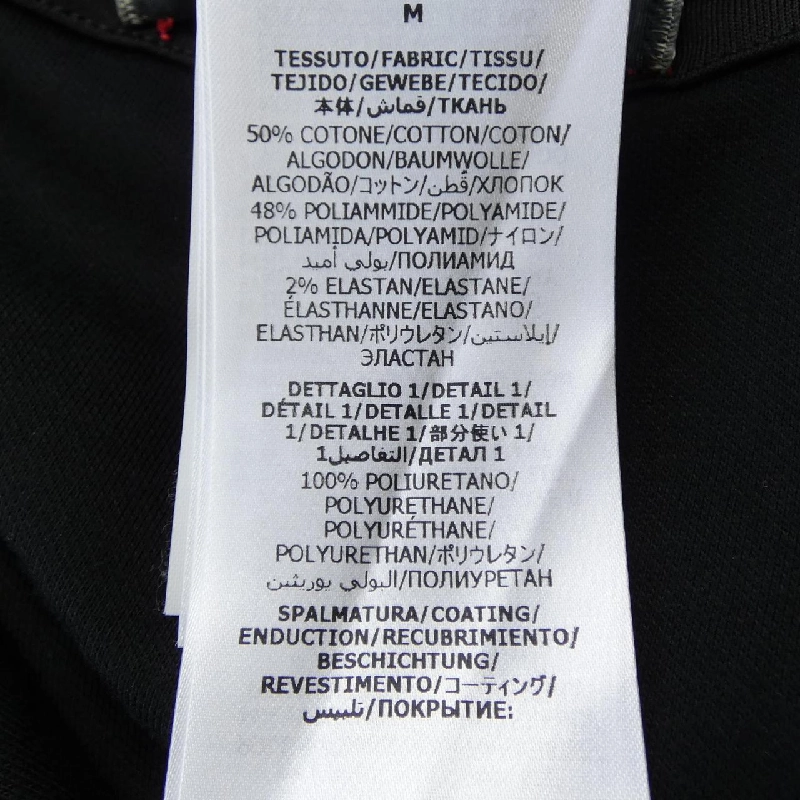 M
TESSUTO/FABRIC/TISSU/
TEJIDO/GEWEBE/TECIDO/
本体/قماش/ТКАНЬ
50% COTONE/COTTON/COTON/
ALGODON/BAUMWOLLE/
ALGODÃO/コットン/قطن/ХЛОПОК
48% POLIAMMIDE/POLYAMIDE/
POLIAMIDA/POLYAMID/ナイロン/
بولي أميد/ПОЛИАМИД
2% ELASTAN/ELASTANE/
ÉLASTHANNE/ELASTANO/
ELASTHAN/ポリウレタン/إيلاستين/
ЭЛАСТАН
DETTAGLIO 1/DETAIL 1/
DÉTAIL 1/DETALLE 1/DETAIL
1/DETALHE 1/部分使い 1/
التفاصيل1/ДЕТАЛ 1
100% POLIURETANO/
POLYURETHANE/
POLYURÉTHANE/
POLYURETHAN/ポリウレタン/
البولي يوريثين/ПОЛИУРЕТАН
SPALMATURA/COATING/
ENDUCTION/RECUBRIMIENTO/
BESCHICHTUNG/
REVESTIMENTO/コーティング/
تلبيس/ПОКРЫТИЕ: